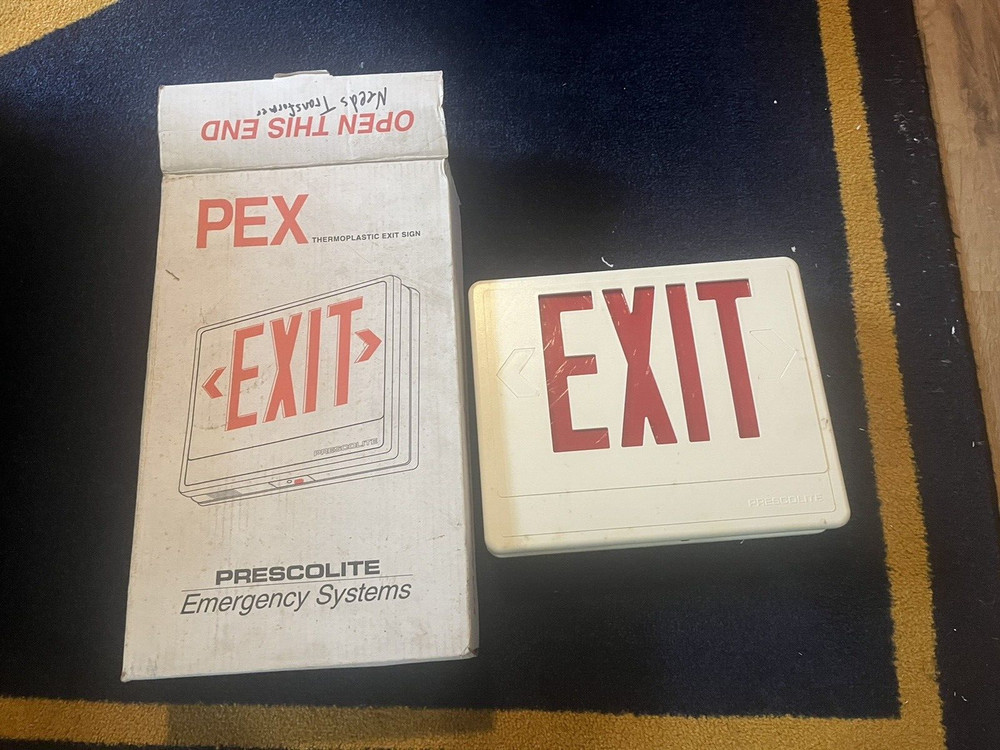 Needs Transformer
OPEN THIS END
PEX
THERMOPLASTIC EXIT SIGN
EXIT
PRESCOLITE
PRESCOLITE
Emergency Systems
EXIT
PRESCOLITE